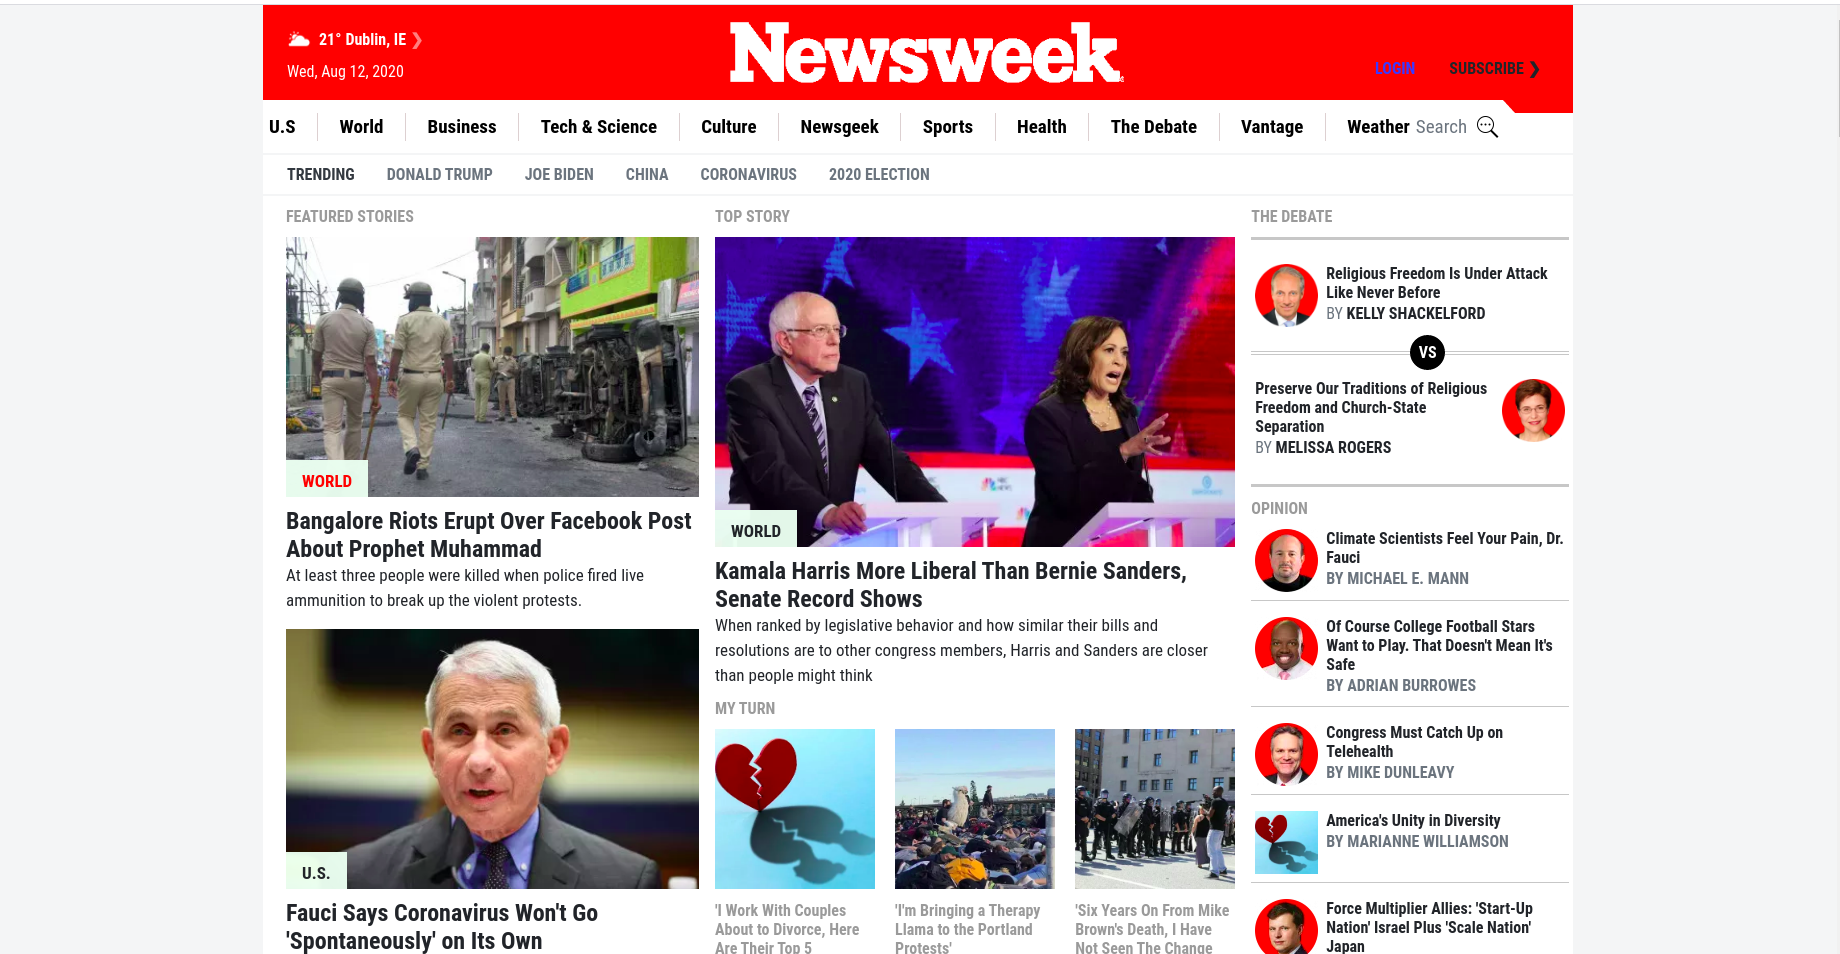 21° Dublin, IE ❯
Wed, Aug 12, 2020
Newsweek
LOGIN
SUBSCRIBE ❯
U.S
World
Business
Tech & Science
Culture
Newsgeek
Sports
Health
The Debate
Vantage
Weather
Search
TRENDING
DONALD TRUMP
JOE BIDEN
CHINA
CORONAVIRUS
2020 ELECTION
FEATURED STORIES
WORLD
Bangalore Riots Erupt Over Facebook Post
About Prophet Muhammad
At least three people were killed when police fired live
ammunition to break up the violent protests.
U.S.
Fauci Says Coronavirus Won't Go
'Spontaneously' on Its Own
TOP STORY
WORLD
Kamala Harris More Liberal Than Bernie Sanders,
Senate Record Shows
When ranked by legislative behavior and how similar their bills and
resolutions are to other congress members, Harris and Sanders are closer
than people might think
MY TURN
'I Work With Couples
About to Divorce, Here
Are Their Top 5
'I'm Bringing a Therapy
Llama to the Portland
Protests'
'Six Years On From Mike
Brown's Death, I Have
Not Seen The Change
THE DEBATE
Religious Freedom Is Under Attack
Like Never Before
BY KELLY SHACKELFORD
VS
Preserve Our Traditions of Religious
Freedom and Church-State
Separation
BY MELISSA ROGERS
OPINION
Climate Scientists Feel Your Pain, Dr.
Fauci
BY MICHAEL E. MANN
Of Course College Football Stars
Want to Play. That Doesn't Mean It's
Safe
BY ADRIAN BURROWES
Congress Must Catch Up on
Telehealth
BY MIKE DUNLEAVY
America's Unity in Diversity
BY MARIANNE WILLIAMSON
Force Multiplier Allies: 'Start-Up
Nation' Israel Plus 'Scale Nation'
Japan